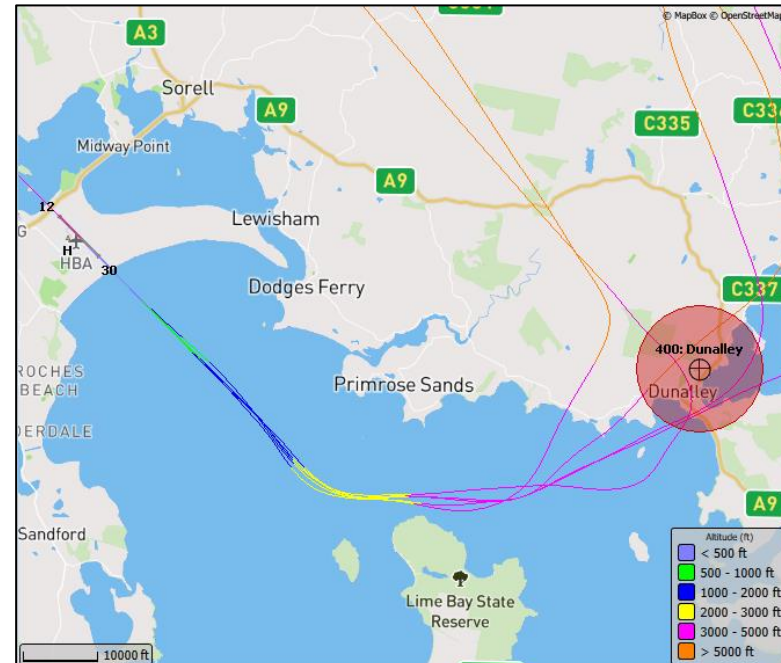 © MapBox © OpenStreetMap
A3
Sorell
A9
C335
Midway Point
A9
12
Lewisham
H
HBA
30
Dodges Ferry
C337
400: Dunalley
ROCHES
BEACH
Primrose Sands
Dunalley
DERDALE
A9
Sandford
Lime Bay State
Reserve
Altitude (ft)
< 500 ft
500 - 1000 ft
1000 - 2000 ft
2000 - 3000 ft
3000 - 5000 ft
> 5000 ft
10000 ft